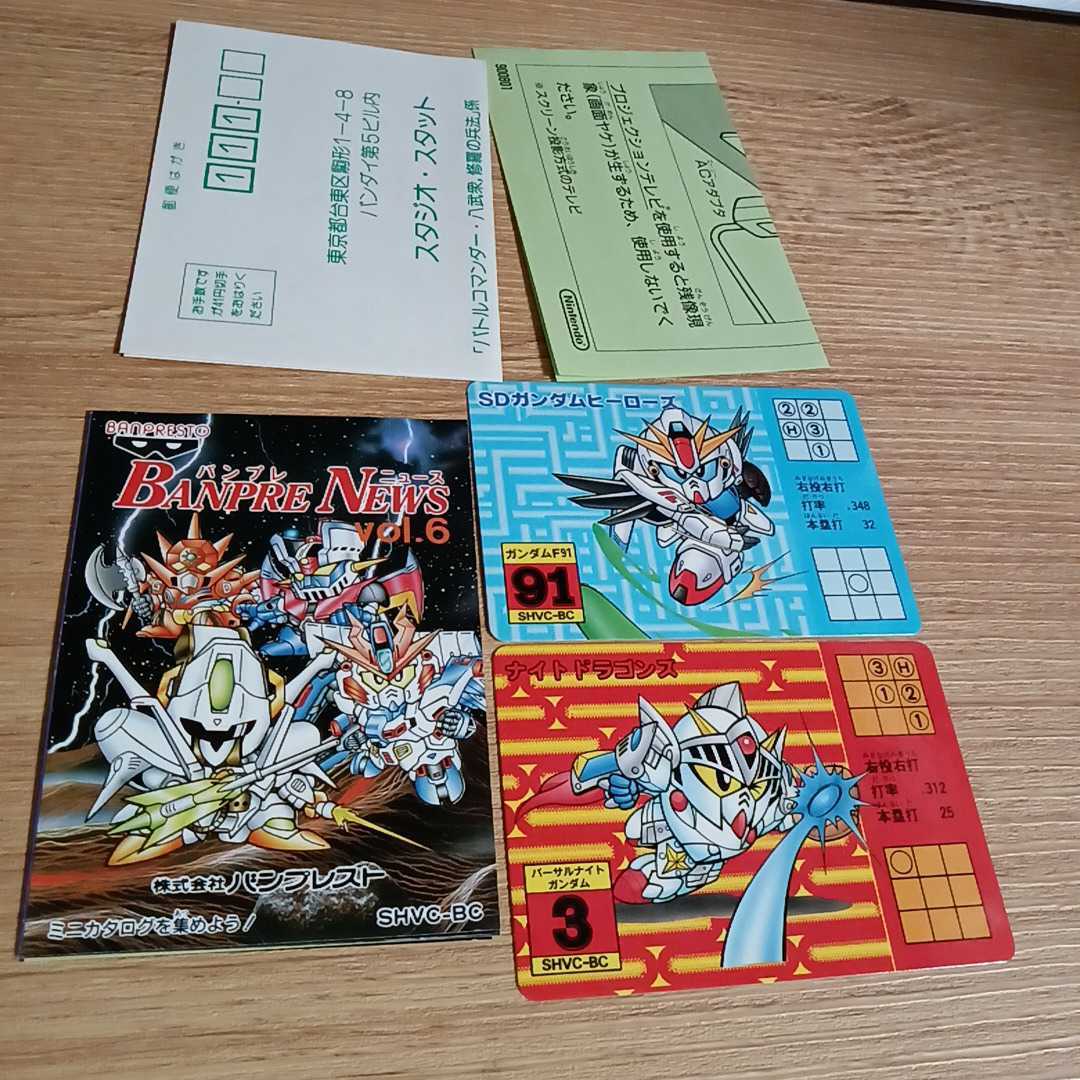 郵便はがき
111-
東京都台東区駒形1-4-8
バンダイ第5ビル内
スタジオ・スタット
「バトルコマンダー・八武衆,修羅の兵法」係
お手数です
が41円切手
をおはりく
ださい
900801
プロジェクションテレビ※を使用すると残像現
象(画面ヤケ)が生ずるため、使用しないでく
ださい。
※スクリーン投影方式のテレビ
ACアダプタ
Nintendo
BANPRESTO
バンプレ ニュース
BANPRE NEWS
vol.6
株式会社 バンプレスト
ミニカタログを集めよう!
SHVC-BC
SDガンダムヒーローズ
② ②
Ⓗ ③
①
右投右打
打率 .348
本塁打 32
ガンダムF91
91
SHVC-BC
ナイトドラゴンズ
③ Ⓗ
① ②
①
右投右打
打率 .312
本塁打 25
バーサルナイト
ガンダム
3
SHVC-BC